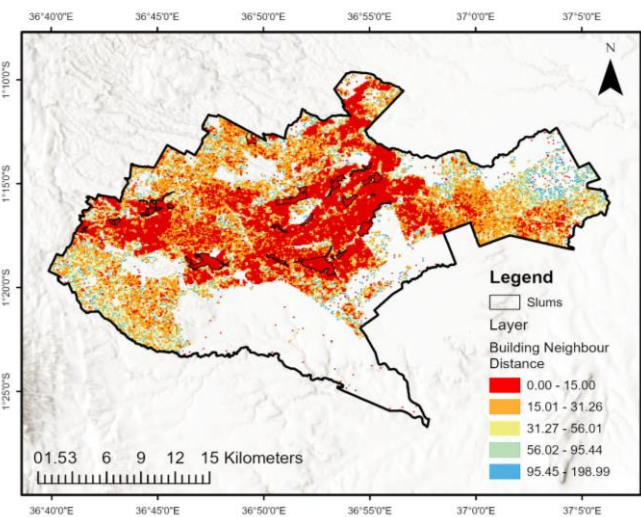 36°40'0"E 36°45'0"E 36°50'0"E 36°55'0"E 37°0'0"E 37°5'0"E
N
1°10'0"S
1°15'0"S
1°20'0"S
1°25'0"S
Legend
Slums
Layer
Building Neighbour
Distance
0.00 - 15.00
15.01 - 31.26
31.27 - 56.01
56.02 - 95.44
95.45 - 198.99
01.53 6 9 12 15 Kilometers
36°40'0"E 36°45'0"E 36°50'0"E 36°55'0"E 37°0'0"E 37°5'0"E